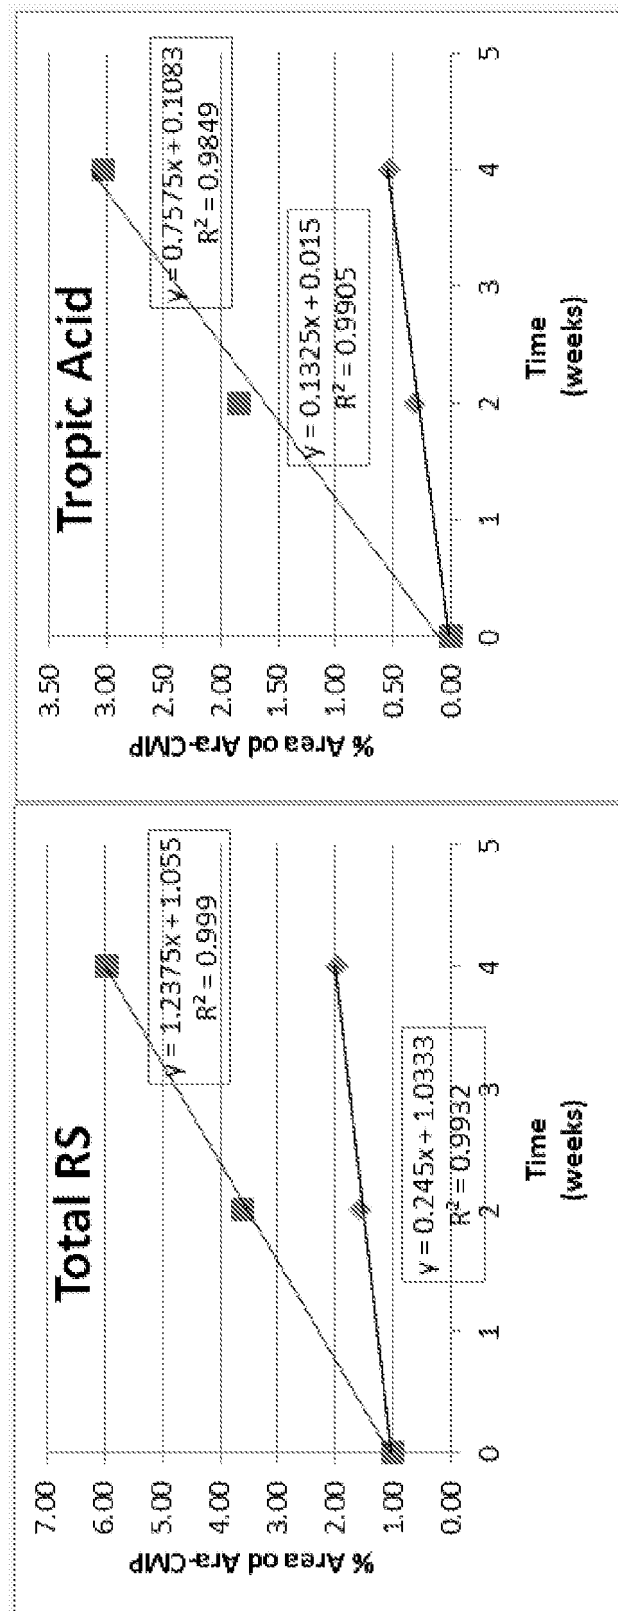 Total RS
% Area od Ara-CMP
7.00
6.00
5.00
4.00
3.00
2.00
1.00
0.00
y = 1.2375x + 1.055
R² = 0.999
y = 0.245x + 1.0333
R² = 0.9932
0 1 2 3 4 5
Time
(weeks)
Tropic Acid
% Area od Ara-CMP
3.50
3.00
2.50
2.00
1.50
1.00
0.50
0.00
y = 0.7575x + 0.1083
R² = 0.9849
y = 0.1325x + 0.015
R² = 0.9905
0 1 2 3 4 5
Time
(weeks)